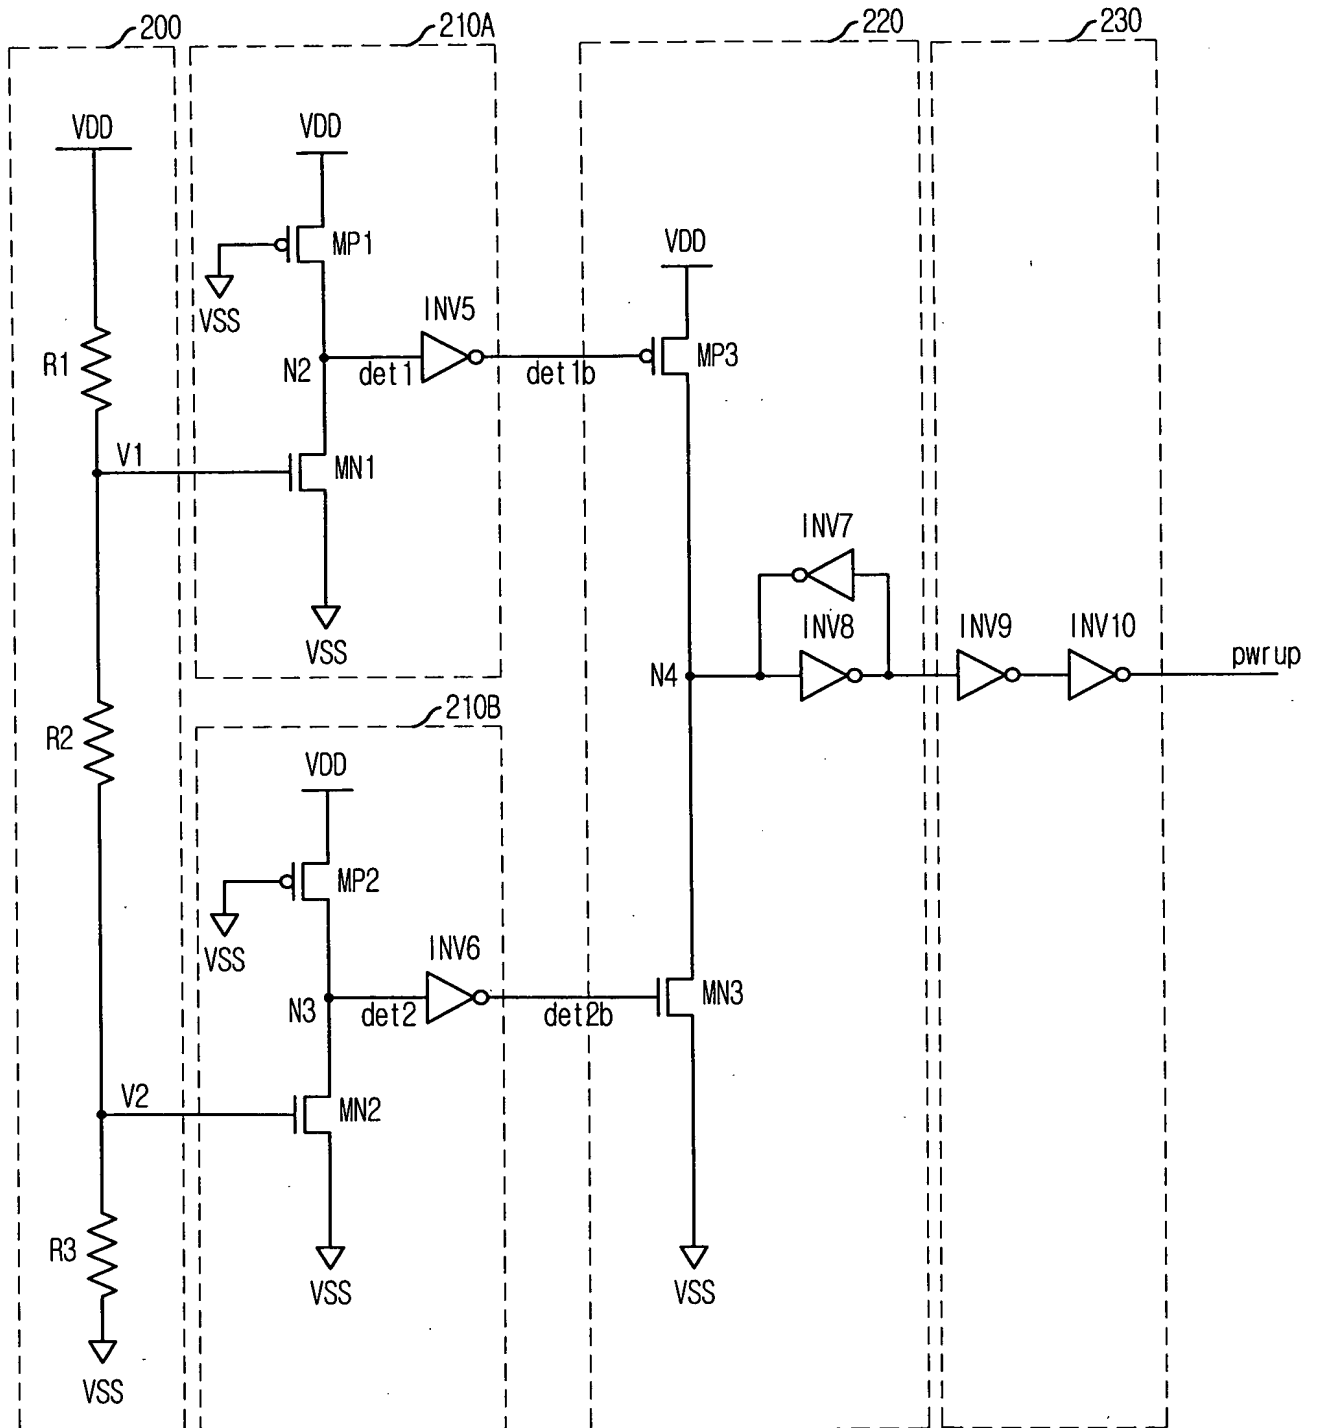 200
210A
220
230
VDD
VDD
MP1
VSS
VDD
INV5
MP3
R1
N2
det1
det1b
V1
MN1
INV7
VSS
INV8
INV9
INV10
N4
pwrup
210B
R2
VDD
MP2
VSS
INV6
N3
det2
det2b
MN3
V2
MN2
R3
VSS
VSS
VSS